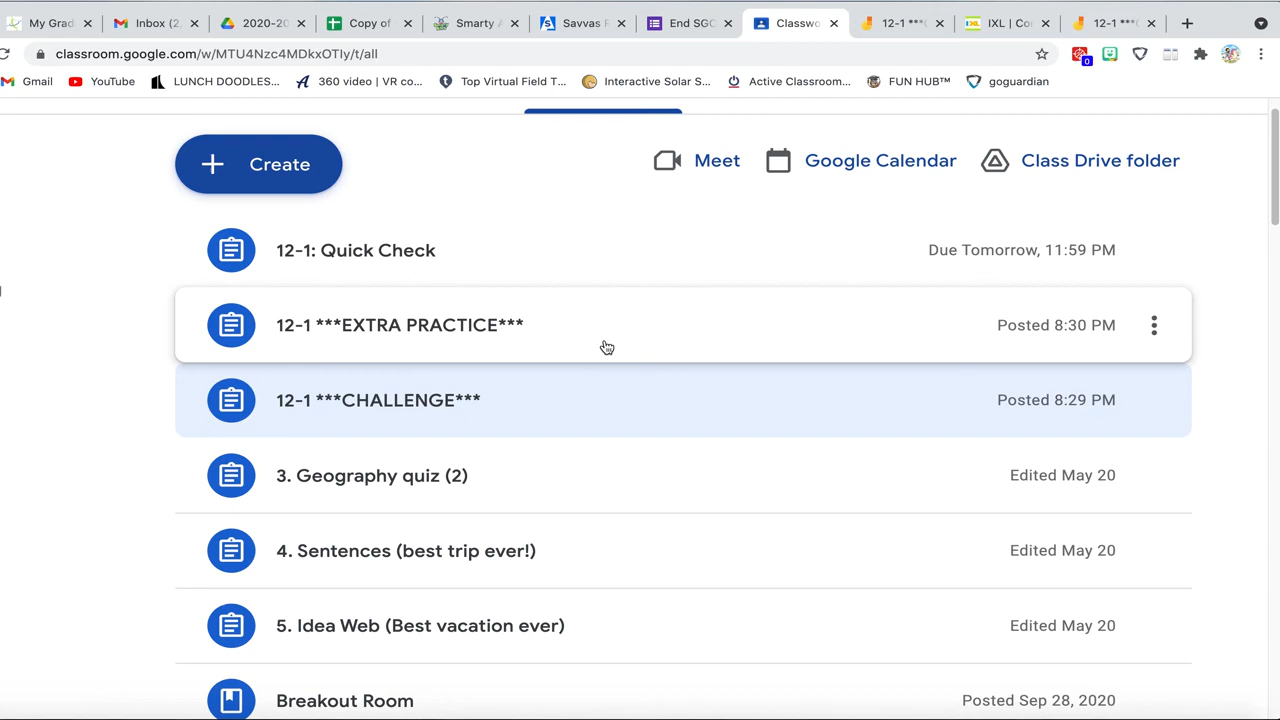 My Grad
Inbox (2,
2020-20
Copy of
Smarty A
Savvas R
End SGO
Classwo
12-1 ***(
IXL | Cos
12-1 ***(
classroom.google.com/w/MTU4Nzc4MDkxOTIy/t/all
0
Gmail
YouTube
LUNCH DOODLES...
360 video | VR co...
Top Virtual Field T...
Interactive Solar S...
Active Classroom...
FUN HUB™
goguardian
Create
Meet
Google Calendar
Class Drive folder
12-1: Quick Check
Due Tomorrow, 11:59 PM
12-1 ***EXTRA PRACTICE***
Posted 8:30 PM
12-1 ***CHALLENGE***
Posted 8:29 PM
3. Geography quiz (2)
Edited May 20
4. Sentences (best trip ever!)
Edited May 20
5. Idea Web (Best vacation ever)
Edited May 20
Breakout Room
Posted Sep 28, 2020